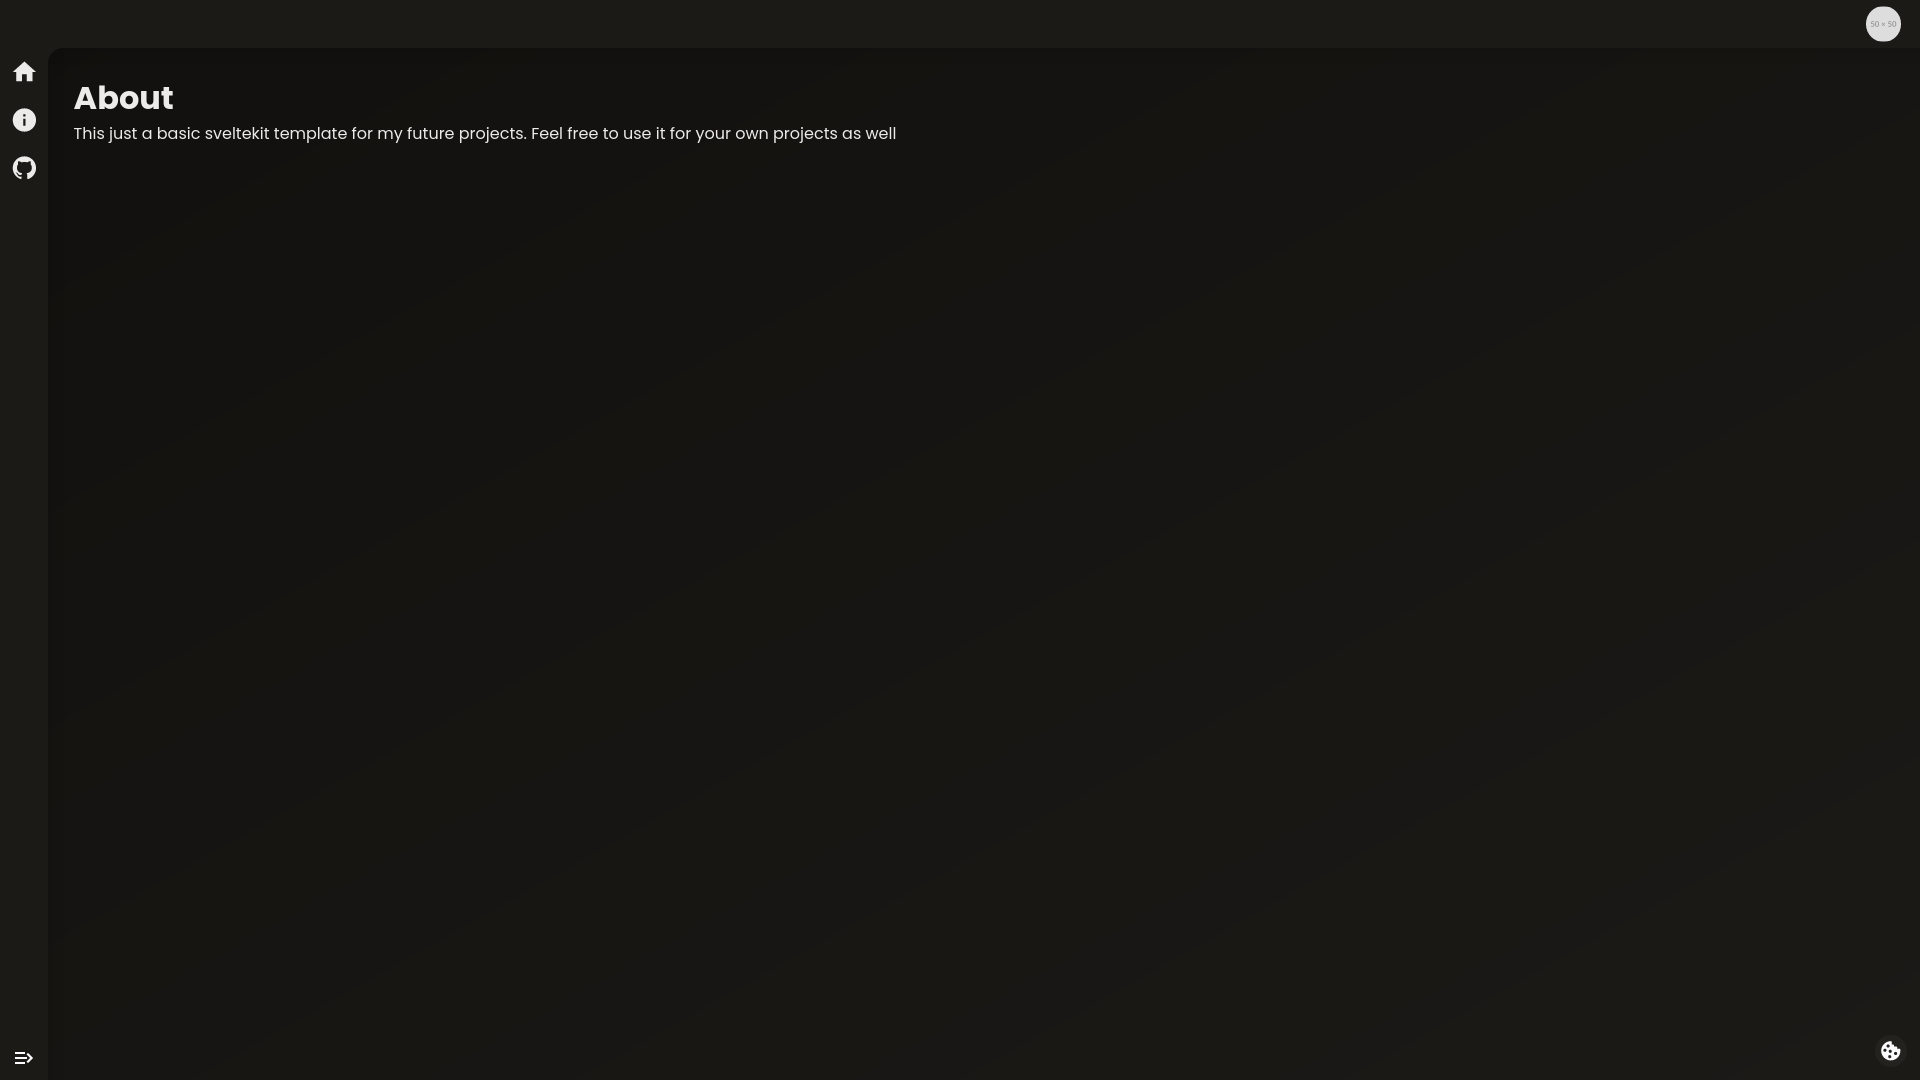 50 × 50
About
This just a basic sveltekit template for my future projects. Feel free to use it for your own projects as well